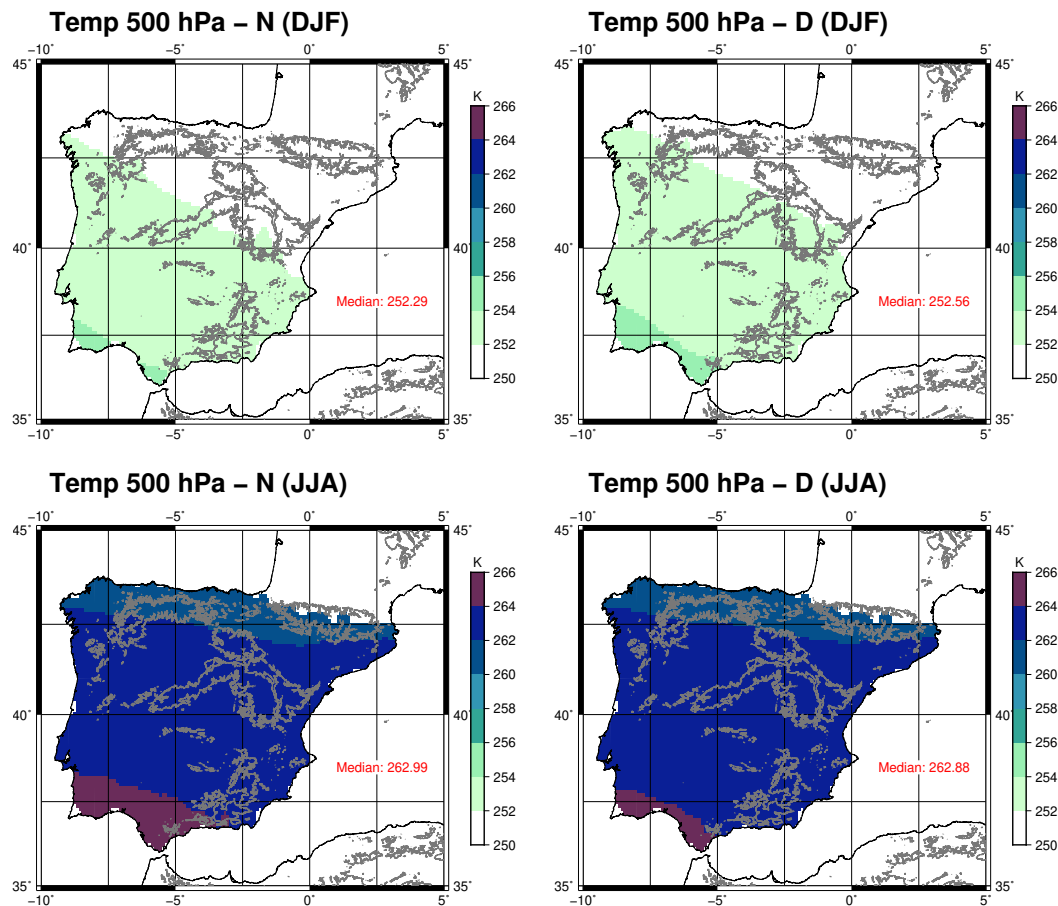 Temp 500 hPa − N (DJF)
−10˚ −5˚ 0˚ 5˚
45˚ 45˚
40˚
35˚ 35˚
−10˚ −5˚ 0˚ 5˚
Median: 252.29
K
266
264
262
260
258
256
254
252
250
Temp 500 hPa − D (DJF)
−10˚ −5˚ 0˚ 5˚
45˚ 45˚
40˚
35˚ 35˚
−10˚ −5˚ 0˚ 5˚
Median: 252.56
K
266
264
262
260
258
256
254
252
250
Temp 500 hPa − N (JJA)
−10˚ −5˚ 0˚ 5˚
45˚ 45˚
40˚ 40˚
35˚ 35˚
−10˚ −5˚ 0˚ 5˚
Median: 262.99
K
266
264
262
260
258
256
254
252
250
Temp 500 hPa − D (JJA)
−10˚ −5˚ 0˚ 5˚
45˚ 45˚
40˚ 40˚
35˚ 35˚
−10˚ −5˚ 0˚ 5˚
Median: 262.88
K
266
264
262
260
258
256
254
252
250